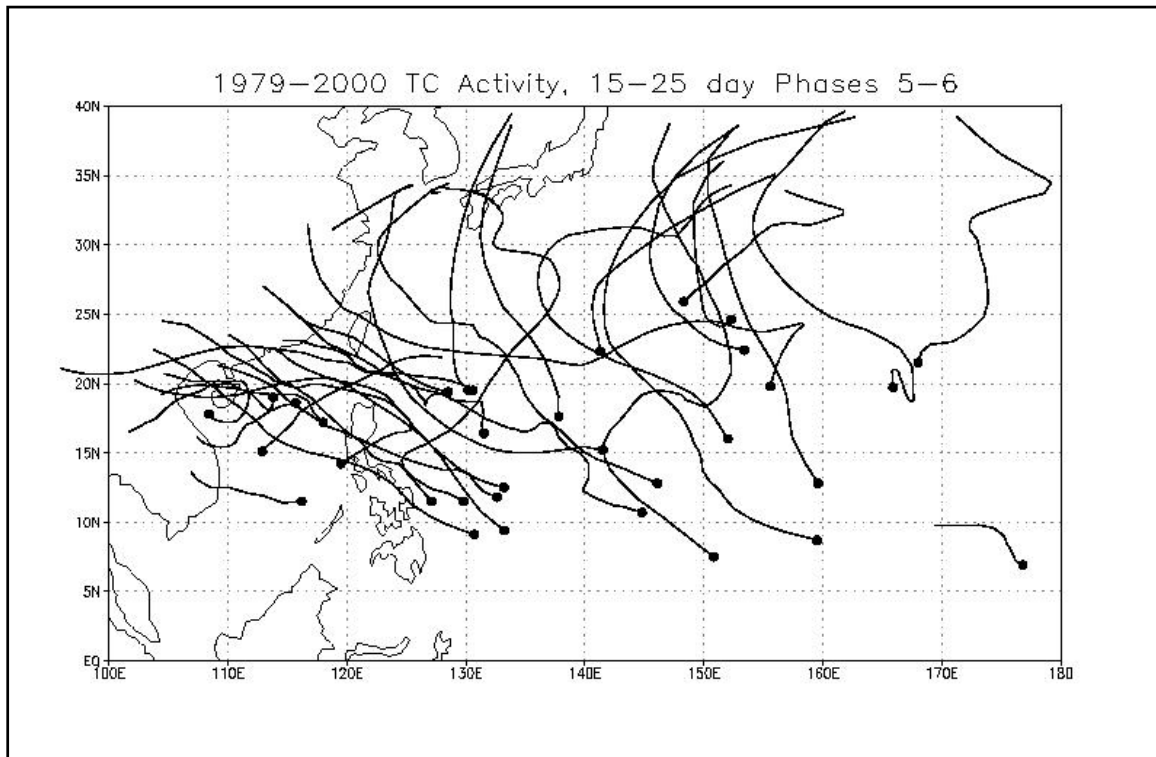 1979-2000 TC Activity, 15-25 day Phases 5-6
40N
35N
30N
25N
20N
15N
10N
5N
EQ
100E 110E 120E 130E 140E 150E 160E 170E 180